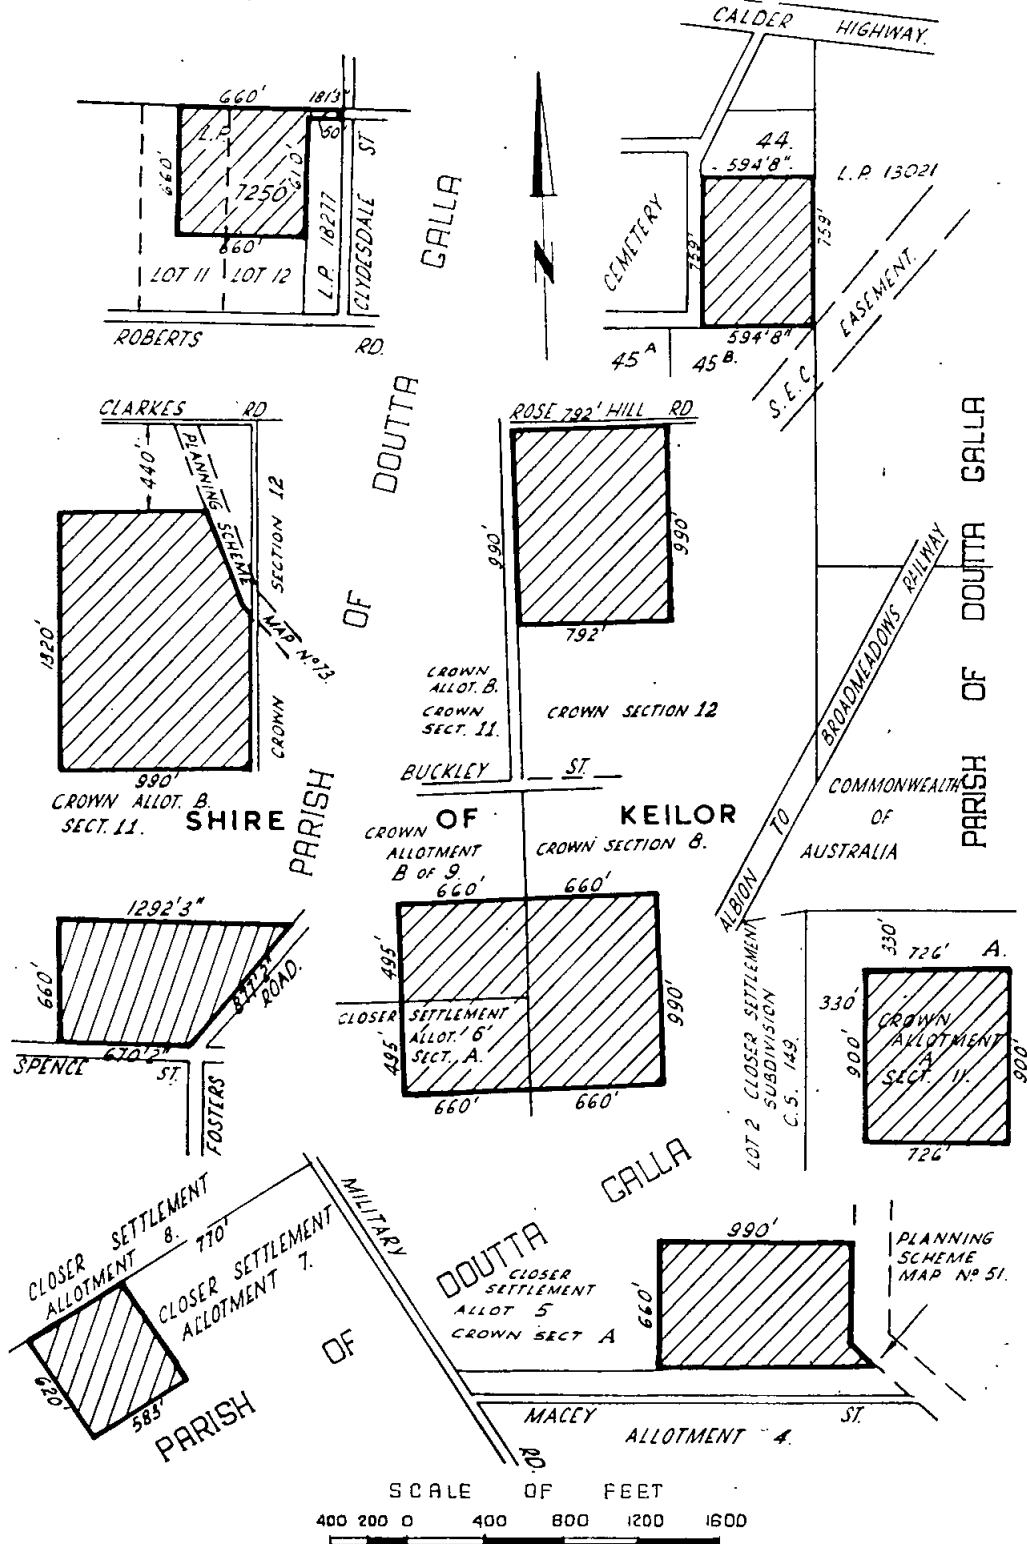 CALDER HIGHWAY.
660'
181'3"
50'
L.P.
7250
660'
610'
660'
LOT 11
LOT 12
L.P. 18277
CLYDESDALE ST
ROBERTS RD.
44.
594'8".
L.P. 13021
CEMETERY
759'
759'
594'8"
S.E.C. EASEMENT.
45A
45B.
CLARKES RD
440'
PLANNING SCHEME MAP Nº 73.
SECTION 12
CROWN
1320'
990'
CROWN ALLOT. B.
SECT. 11.
ROSE HILL RD
792'
990'
990'
792'
CROWN
ALLOT. B.
CROWN
SECT. 11.
CROWN SECTION 12
BUCKLEY ST.
PARISH OF DOUTTA GALLA
PARISH OF DOUTTA GALLA
SHIRE OF KEILOR
ALBION TO BROADMEADOWS RAILWAY
COMMONWEALTH
OF
AUSTRALIA
CROWN
ALLOTMENT
B OF 9.
CROWN SECTION 8.
660'
660'
495'
495'
990'
CLOSER SETTLEMENT
ALLOT. 6
SECT. A.
660'
660'
1292'3"
660'
877'2"
670'2"
SPENCE ST.
FOSTERS ROAD.
LOT 2 CLOSER SETTLEMENT
SUBDIVISION
C.S. 149.
330'
726'
A.
330'
900'
CROWN
ALLOTMENT
A
SECT. 11.
900'
726'
CLOSER SETTLEMENT
ALLOTMENT 8.
770'
CLOSER SETTLEMENT
ALLOTMENT 7.
620'
583'
MILITARY RD.
PARISH OF DOUTTA GALLA
CLOSER
SETTLEMENT
ALLOT 5
CROWN SECT A
990'
660'
PLANNING
SCHEME
MAP Nº 51.
MACEY ST.
ALLOTMENT 4.
SCALE OF FEET
400 200 0 400 800 1200 1600